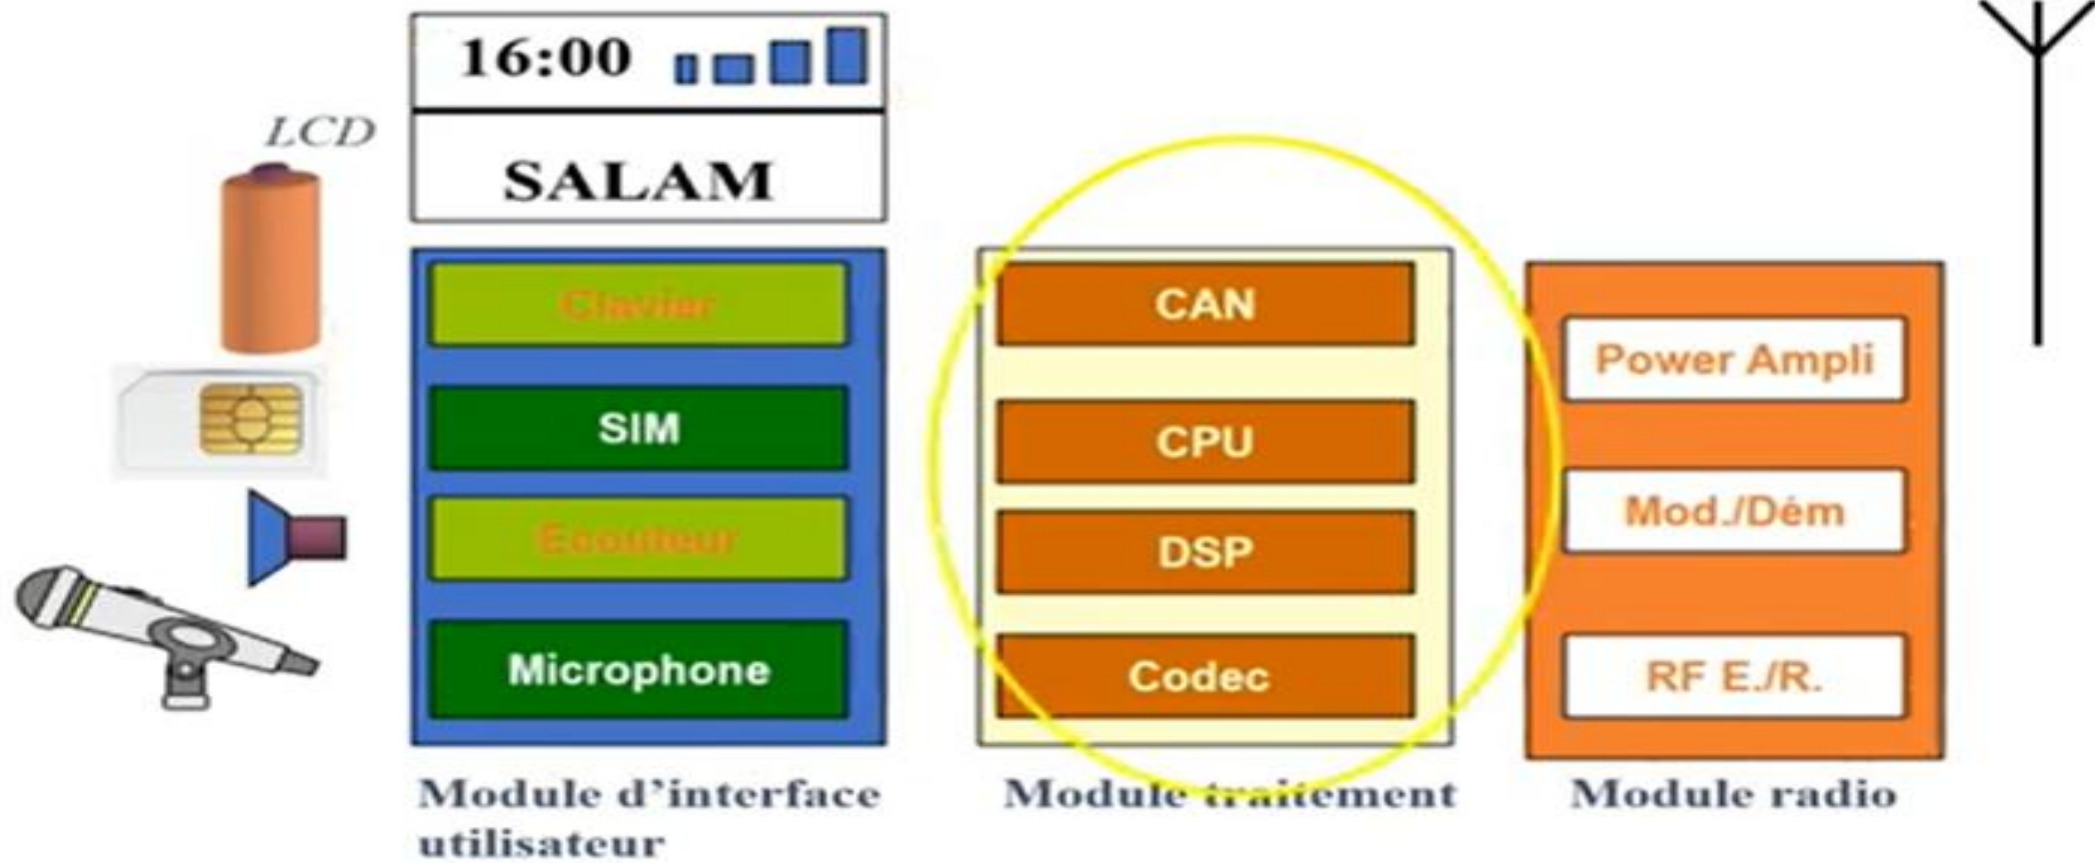 16:00
LCD
SALAM
Clavier
SIM
Ecouteur
Microphone
Module d'interface
utilisateur
CAN
CPU
DSP
Codec
Module traitement
Power Ampli
Mod./Dém
RF E./R.
Module radio